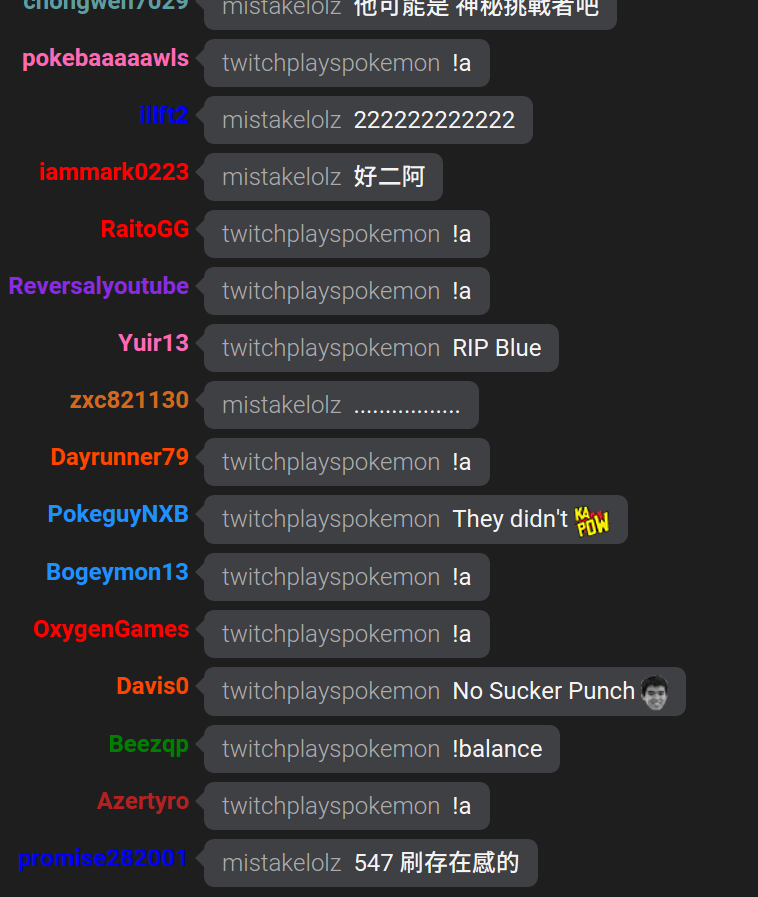 chongwen7029 mistakelolz 他可能是 神秘挑戰者吧
pokebaaaaawls twitchplayspokemon !a
illft2 mistakelolz 222222222222
iammark0223 mistakelolz 好二阿
RaitoGG twitchplayspokemon !a
Reversalyoutube twitchplayspokemon !a
Yuir13 twitchplayspokemon RIP Blue
zxc821130 mistakelolz .................
Dayrunner79 twitchplayspokemon !a
PokeguyNXB twitchplayspokemon They didn't KAPOW
Bogeymon13 twitchplayspokemon !a
OxygenGames twitchplayspokemon !a
Davis0 twitchplayspokemon No Sucker Punch
Beezqp twitchplayspokemon !balance
Azertyro twitchplayspokemon !a
promise282001 mistakelolz 547 刷存在感的